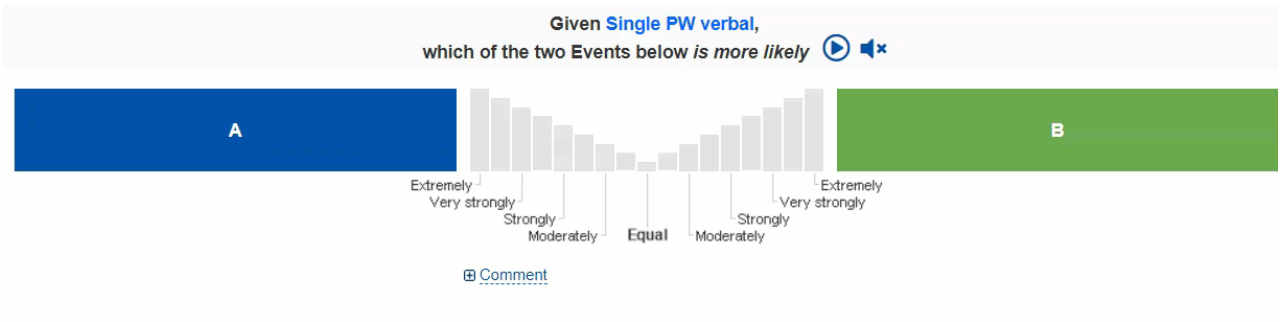 Given Single PW verbal,
which of the two Events below is more likely
A
B
Extremely
Extremely
Very strongly
Very strongly
Strongly
Strongly
Moderately
Equal
Moderately
Comment